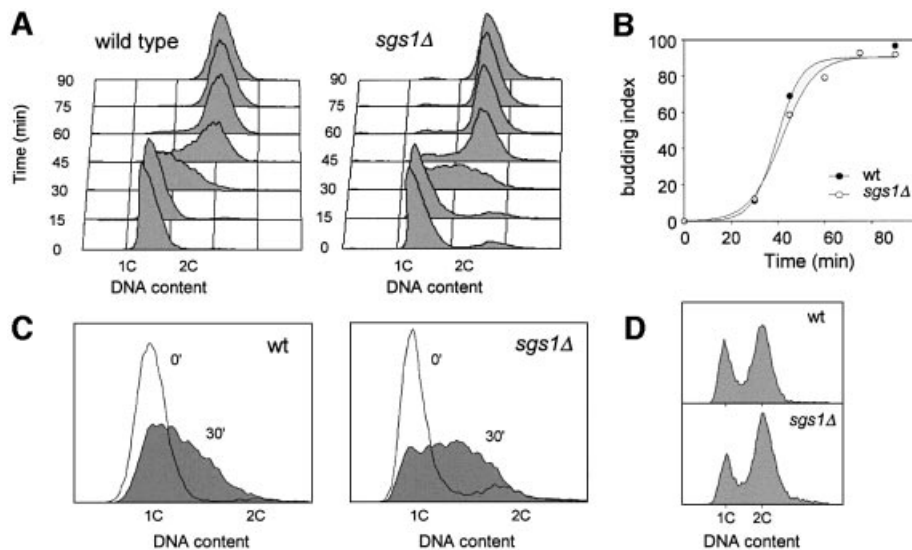 A
wild type
sgs1Δ
Time (min)
90
75
60
45
30
15
0
1C 2C
DNA content
90
75
60
45
30
15
0
1C 2C
DNA content
B
budding index
100
80
60
40
20
0
wt
sgs1Δ
0 20 40 60 80
Time (min)
C
wt
0'
30'
1C 2C
DNA content
sgs1Δ
0'
30'
1C 2C
DNA content
D
wt
sgs1Δ
1C 2C
DNA content